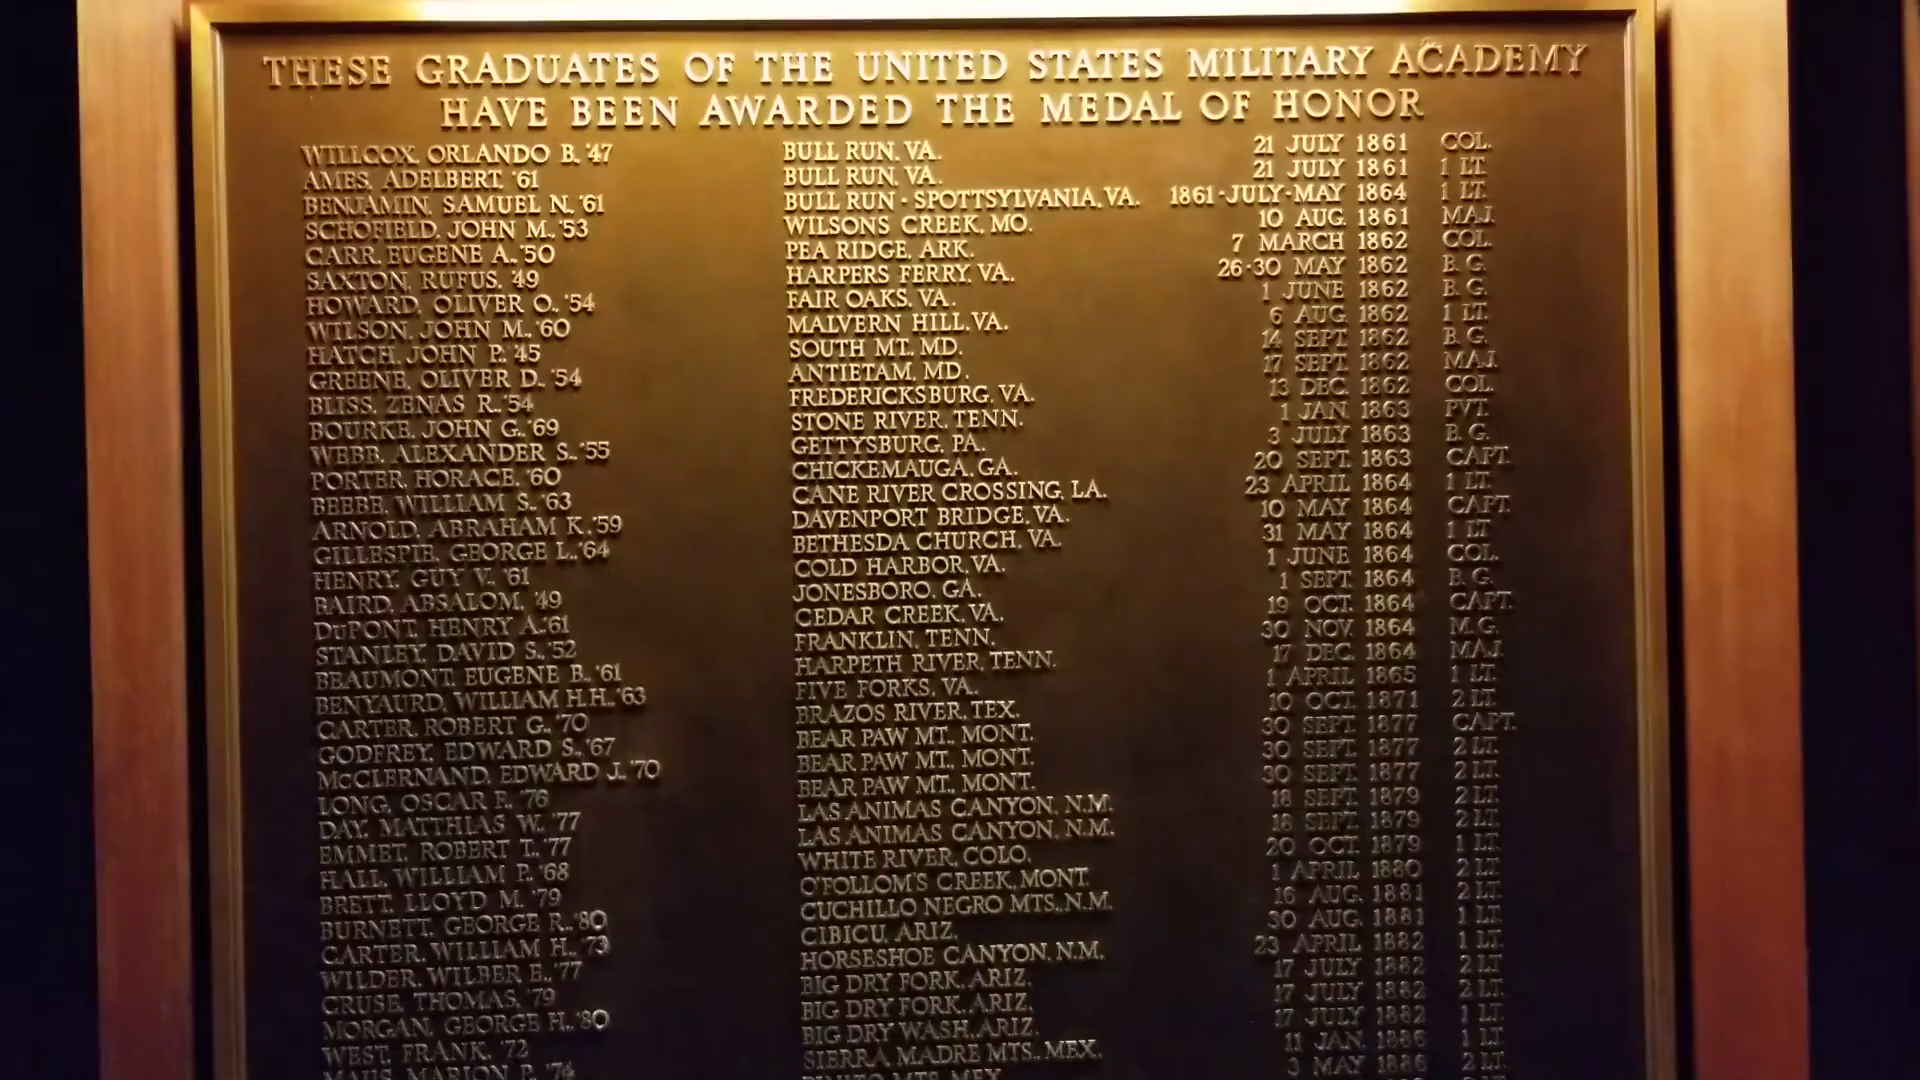 THESE GRADUATES OF THE UNITED STATES MILITARY ACADEMY
HAVE BEEN AWARDED THE MEDAL OF HONOR
WILLCOX, ORLANDO B. '47 BULL RUN, VA. 21 JULY 1861 COL.
AMES, ADELBERT, '61 BULL RUN, VA. 21 JULY 1861 1 LT.
BENJAMIN, SAMUEL N., '61 BULL RUN - SPOTTSYLVANIA, VA. 1861-JULY-MAY 1864 1 LT.
SCHOFIELD, JOHN M., '53 WILSONS CREEK, MO. 10 AUG. 1861 MAJ.
CARR, EUGENE A., '50 PEA RIDGE, ARK. 7 MARCH 1862 COL.
SAXTON, RUFUS, '49 HARPERS FERRY, VA. 26-30 MAY 1862 B.G.
HOWARD, OLIVER O., '54 FAIR OAKS, VA. 1 JUNE 1862 B.G.
WILSON, JOHN M., '60 MALVERN HILL, VA. 6 AUG. 1862 1 LT.
HATCH, JOHN P. '45 SOUTH MT., MD. 14 SEPT. 1862 B.G.
GREENE, OLIVER D., '54 ANTIETAM, MD. 17 SEPT. 1862 MAJ.
BLISS, ZENAS R., '54 FREDERICKSBURG, VA. 13 DEC. 1862 COL.
BOURKE, JOHN G., '69 STONE RIVER, TENN. 1 JAN. 1863 PVT.
WEBB, ALEXANDER S., '55 GETTYSBURG, PA. 3 JULY 1863 B.G.
PORTER, HORACE, '60 CHICKEMAUGA, GA. 20 SEPT. 1863 CAPT.
BEEBE, WILLIAM S., '63 CANE RIVER CROSSING, LA. 23 APRIL 1864 1 LT.
ARNOLD, ABRAHAM K., '59 DAVENPORT BRIDGE, VA. 10 MAY 1864 CAPT.
GILLESPIE, GEORGE L., '64 BETHESDA CHURCH, VA. 31 MAY 1864 1 LT
HENRY, GUY V. '61 COLD HARBOR, VA. 1 JUNE 1864 COL.
BAIRD, ABSALOM, '49 JONESBORO, GA. 1 SEPT. 1864 B.G.
DuPONT, HENRY A., '61 CEDAR CREEK, VA. 19 OCT. 1864 CAPT.
STANLEY, DAVID S., '52 FRANKLIN, TENN. 30 NOV. 1864 M.G.
BEAUMONT, EUGENE B., '61 HARPETH RIVER, TENN. 17 DEC. 1864 MAJ.
BENYAURD, WILLIAM H.H., '63 FIVE FORKS, VA. 1 APRIL 1865 1 LT.
CARTER, ROBERT G., '70 BRAZOS RIVER, TEX. 10 OCT. 1871 2 LT.
GODFREY, EDWARD S., '67 BEAR PAW MT., MONT. 30 SEPT. 1877 CAPT.
McCLERNAND, EDWARD J., '70 BEAR PAW MT., MONT. 30 SEPT. 1877 2 LT.
LONG, OSCAR F., '76 BEAR PAW MT., MONT. 30 SEPT. 1877 2 LT.
DAY, MATTHIAS W., '77 LAS ANIMAS CANYON, N.M. 18 SEPT. 1879 2 LT.
EMMET, ROBERT T., '77 LAS ANIMAS CANYON, N.M. 18 SEPT. 1879 2 LT.
HALL, WILLIAM P. '68 WHITE RIVER, COLO. 20 OCT. 1879 1 LT.
BRETT, LLOYD M. '79 O'FOLLOM'S CREEK, MONT. 1 APRIL 1880 2 LT.
BURNETT, GEORGE R., '80 CUCHILLO NEGRO MTS., N.M. 16 AUG. 1881 2 LT.
CARTER, WILLIAM H., '73 CIBICU, ARIZ. 30 AUG. 1881 1 LT.
WILDER, WILBER E., '77 HORSESHOE CANYON, N.M. 23 APRIL 1882 1 LT.
CRUSE, THOMAS, '79 BIG DRY FORK, ARIZ. 17 JULY 1882 2 LT.
MORGAN, GEORGE H., '80 BIG DRY FORK, ARIZ. 17 JULY 1882 2 LT.
WEST, FRANK, '72 BIG DRY WASH, ARIZ. 17 JULY 1882 1 LT.
MAUS, MARION P., '74 SIERRA MADRE MTS., MEX. 11 JAN. 1886 1 LT.
PINITO MTS. MEX. 3 MAY 1886 2 LT.